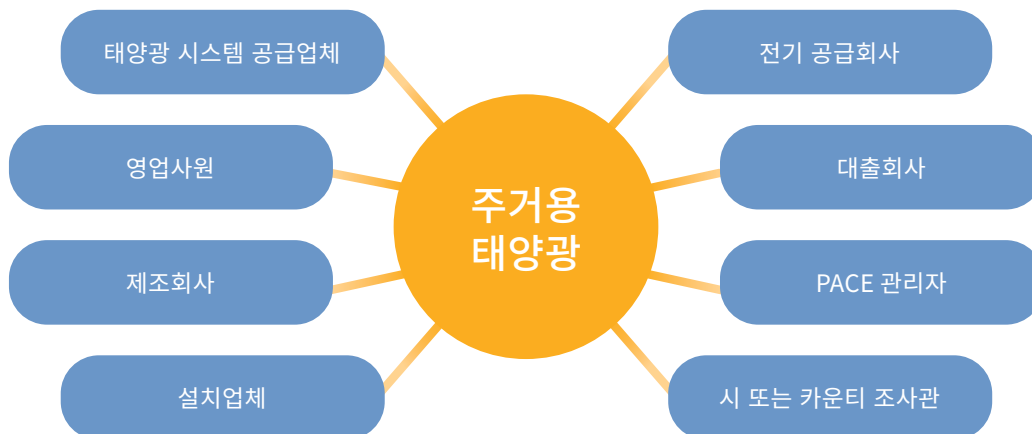 태양광 시스템 공급업체
전기 공급회사
영업사원
대출회사
주거용
태양광
제조회사
PACE 관리자
설치업체
시 또는 카운티 조사관